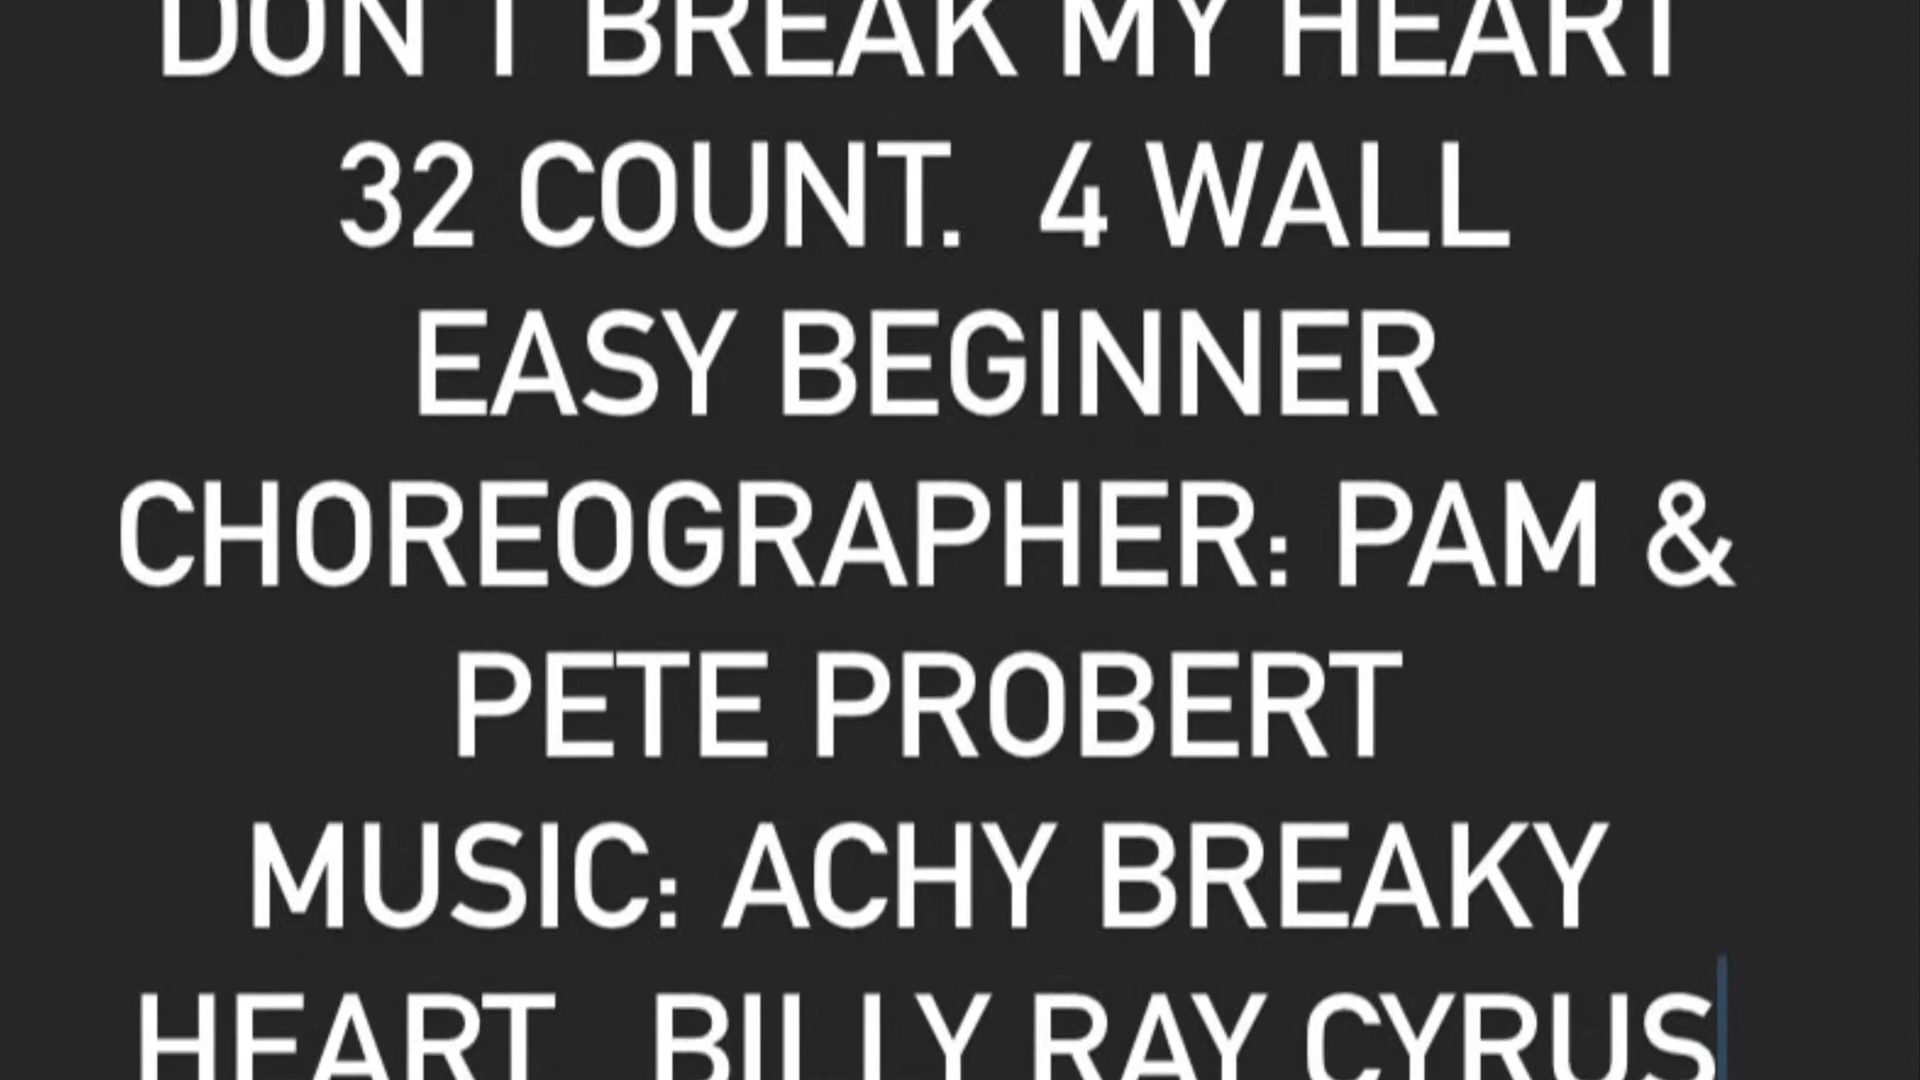 DON'T BREAK MY HEART
32 COUNT.  4 WALL
EASY BEGINNER
CHOREOGRAPHER: PAM &
PETE PROBERT
MUSIC: ACHY BREAKY
HEART  BILLY RAY CYRUS